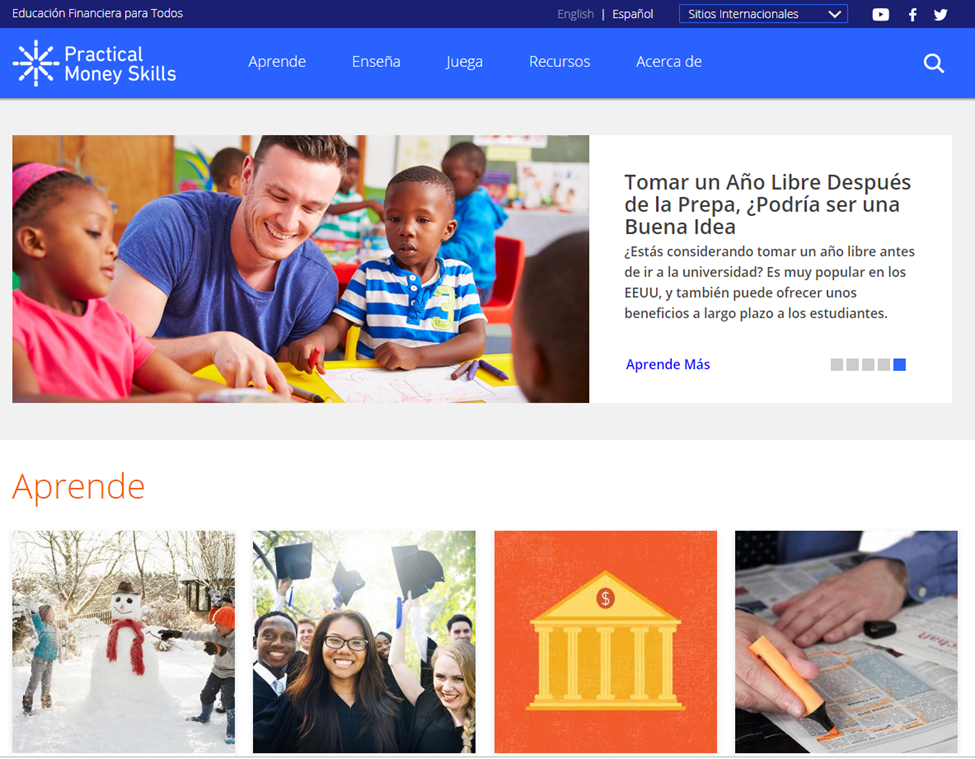 Educación Financiera para Todos
English | Español
Sitios Internacionales
Practical
Money Skills
Aprende
Enseña
Juega
Recursos
Acerca de
Tomar un Año Libre Después
de la Prepa, ¿Podría ser una
Buena Idea
¿Estás considerando tomar un año libre antes
de ir a la universidad? Es muy popular en los
EEUU, y también puede ofrecer unos
beneficios a largo plazo a los estudiantes.
Aprende Más
3
Aprende
$